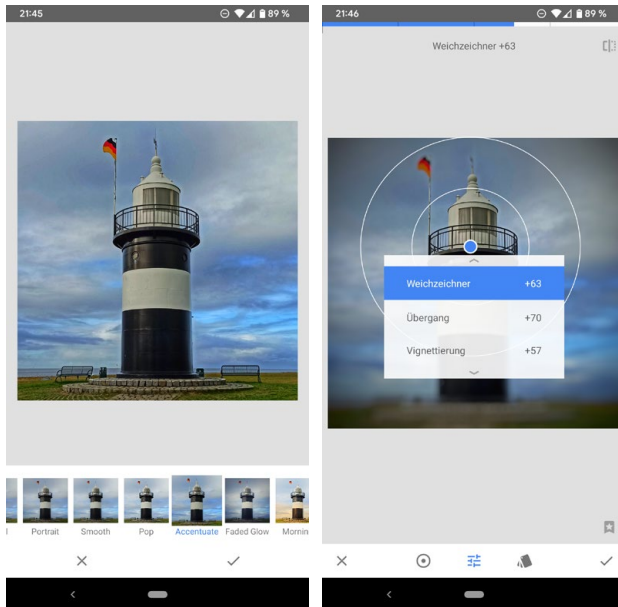 21:45
89 %
Portrait
Smooth
Pop
Accentuate
Faded Glow
Mornin
21:46
89 %
Weichzeichner +63
Weichzeichner +63
Übergang +70
Vignettierung +57